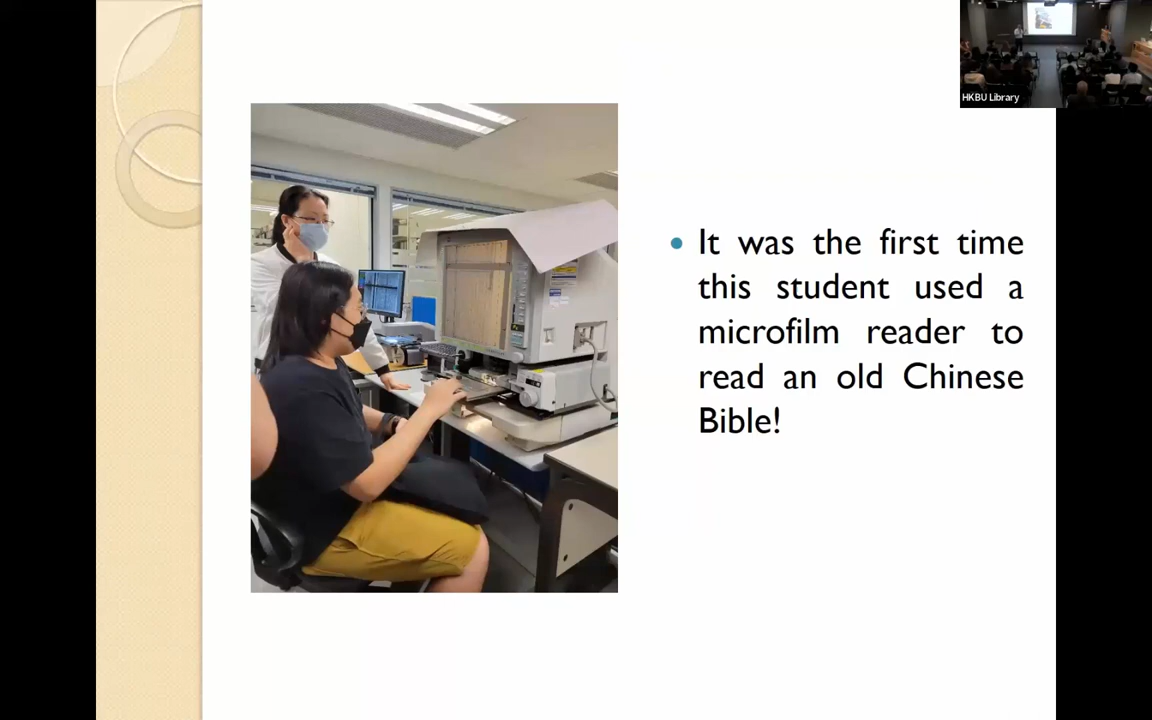 HKBU Library
It was the first time
this student used a
microfilm reader to
read an old Chinese
Bible!